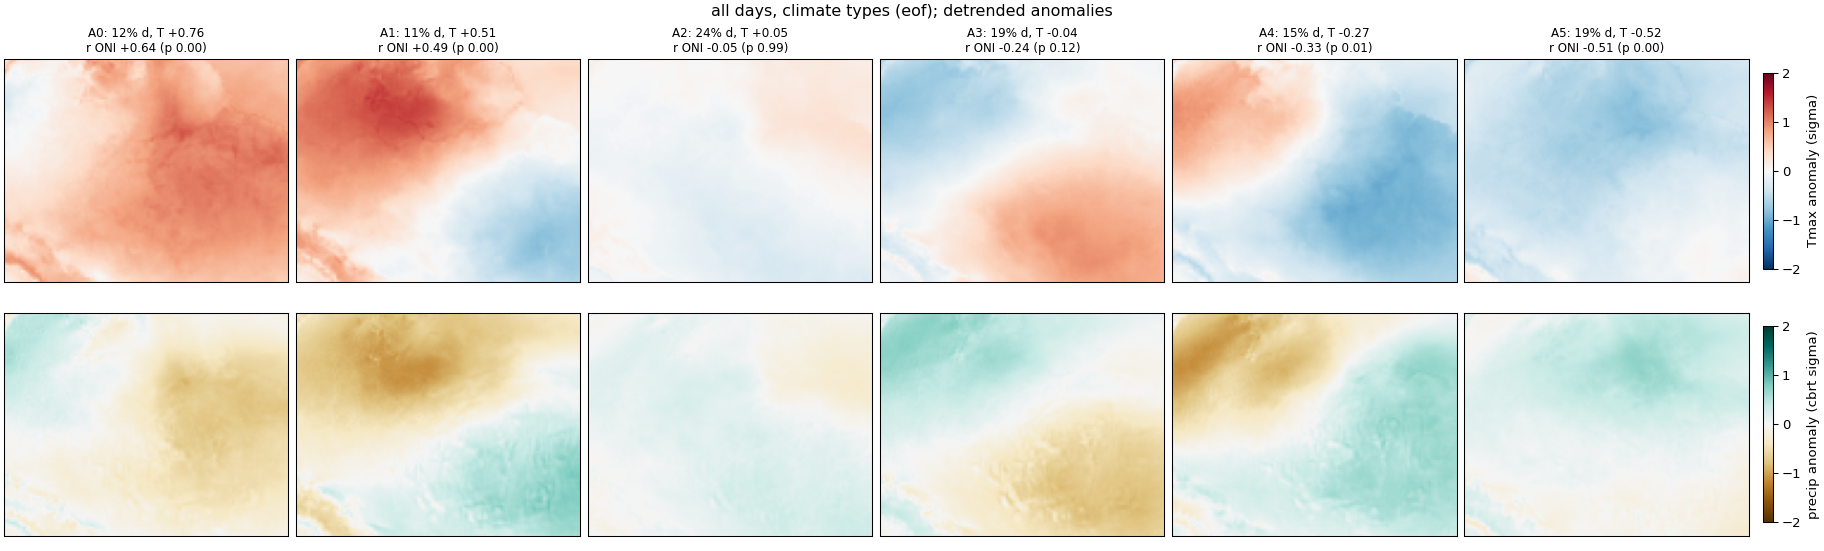 all days, climate types (eof); detrended anomalies
A0: 12% d, T +0.76
r ONI +0.64 (p 0.00)
A1: 11% d, T +0.51
r ONI +0.49 (p 0.00)
A2: 24% d, T +0.05
r ONI -0.05 (p 0.99)
A3: 19% d, T -0.04
r ONI -0.24 (p 0.12)
A4: 15% d, T -0.27
r ONI -0.33 (p 0.01)
A5: 19% d, T -0.52
r ONI -0.51 (p 0.00)
2
1
0
−1
−2
Tmax anomaly (sigma)
2
1
0
−1
−2
precip anomaly (cbrt sigma)